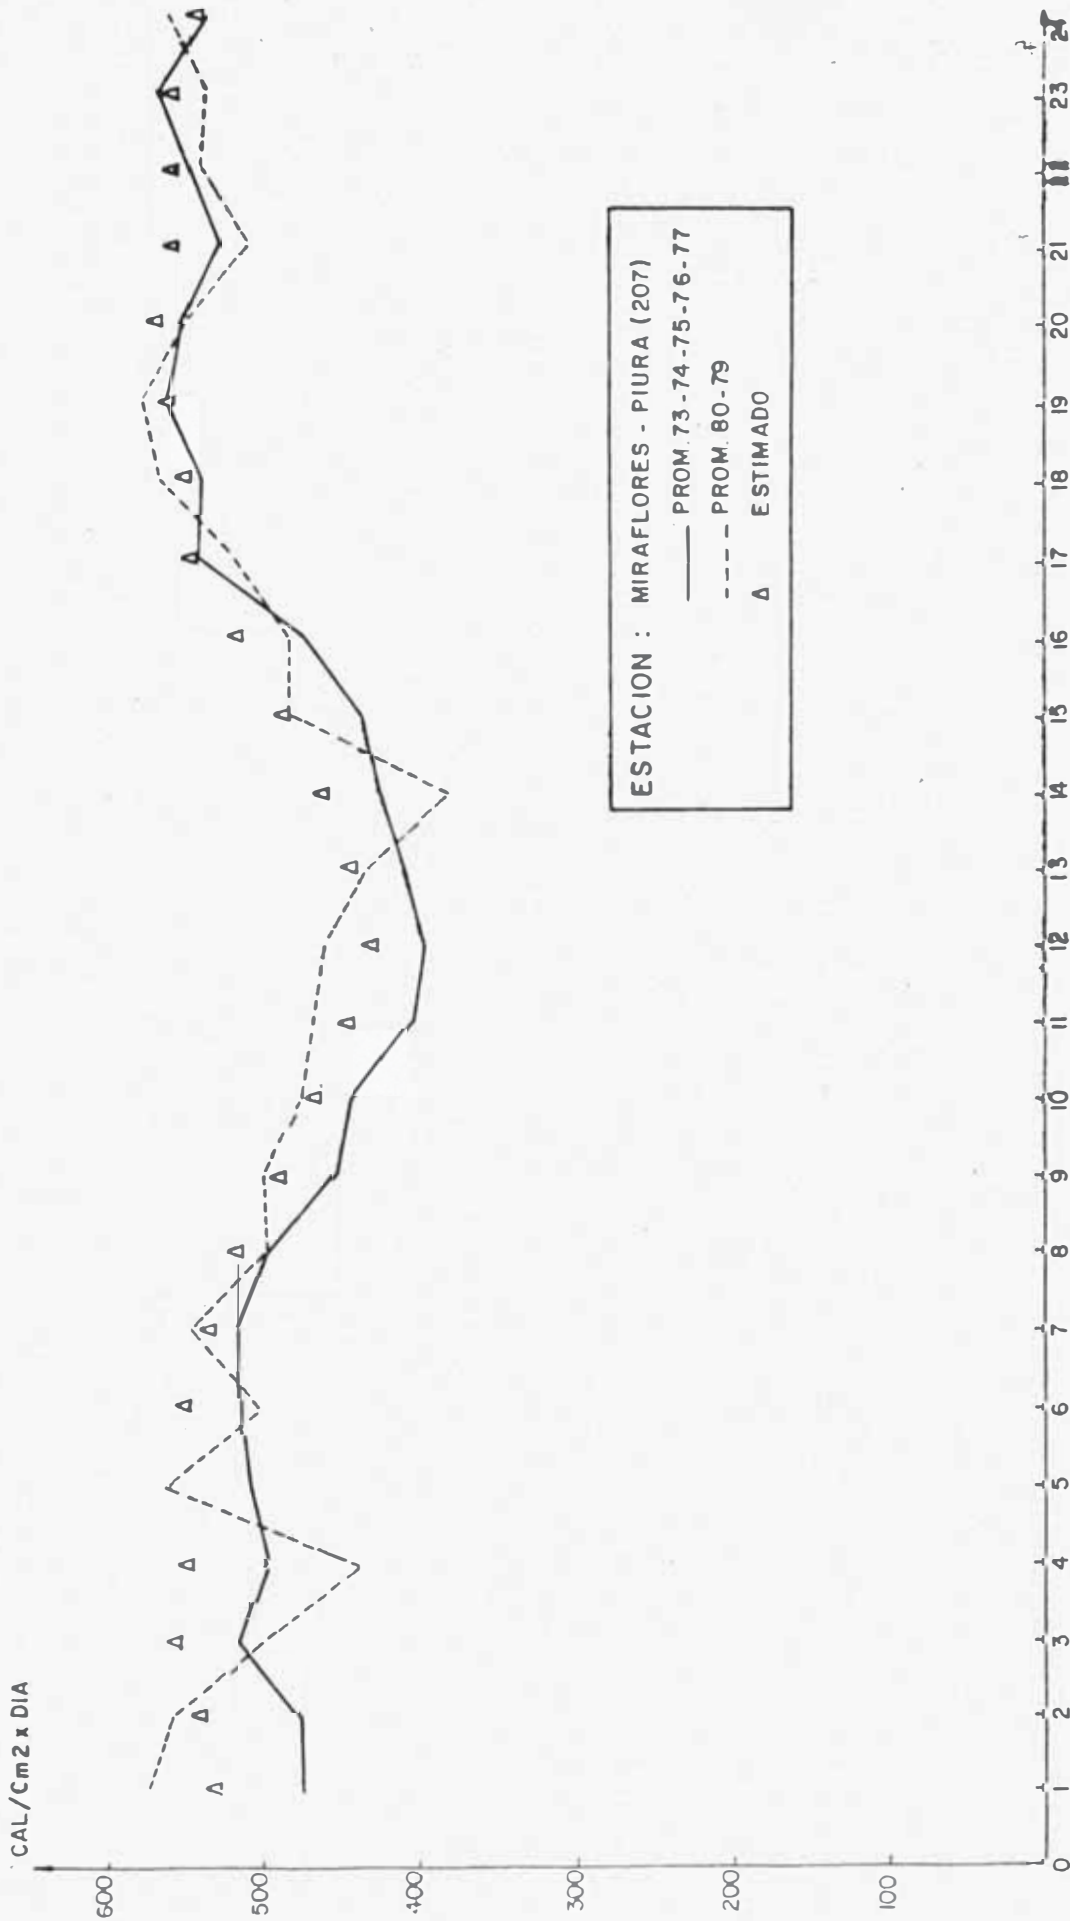 CAL/Cm2 x DIA
600
500
400
300
200
100
ESTACION : MIRAFLORES - PIURA (207)
PROM. 73-74-75-76-77
PROM. 80-79
Δ ESTIMADO
0 1 2 3 4 5 6 7 8 9 10 11 12 13 14 15 16 17 18 19 20 21 23 24